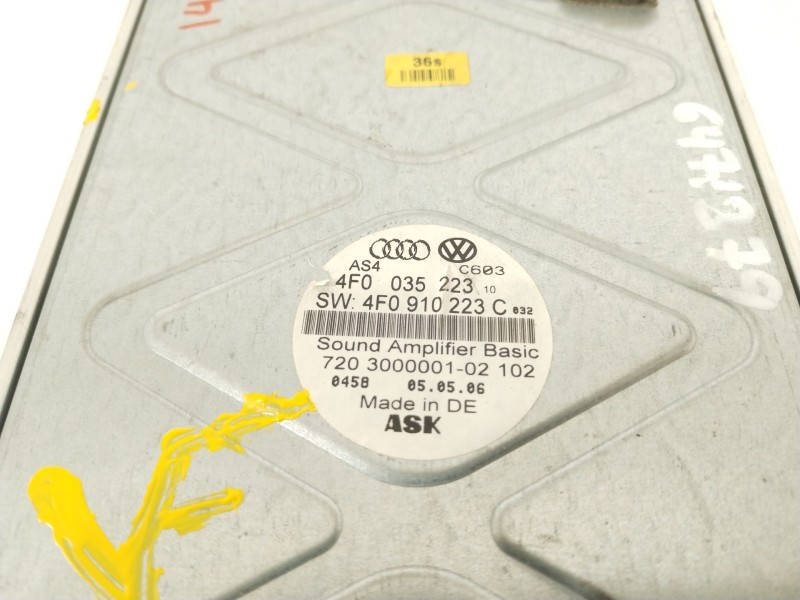 14
36s
AS4 C603
4F0 035 223 10
SW: 4F0 910 223 C 032
Sound Amplifier Basic
720 3000001-02 102
0458 05.05.06
Made in DE
ASK